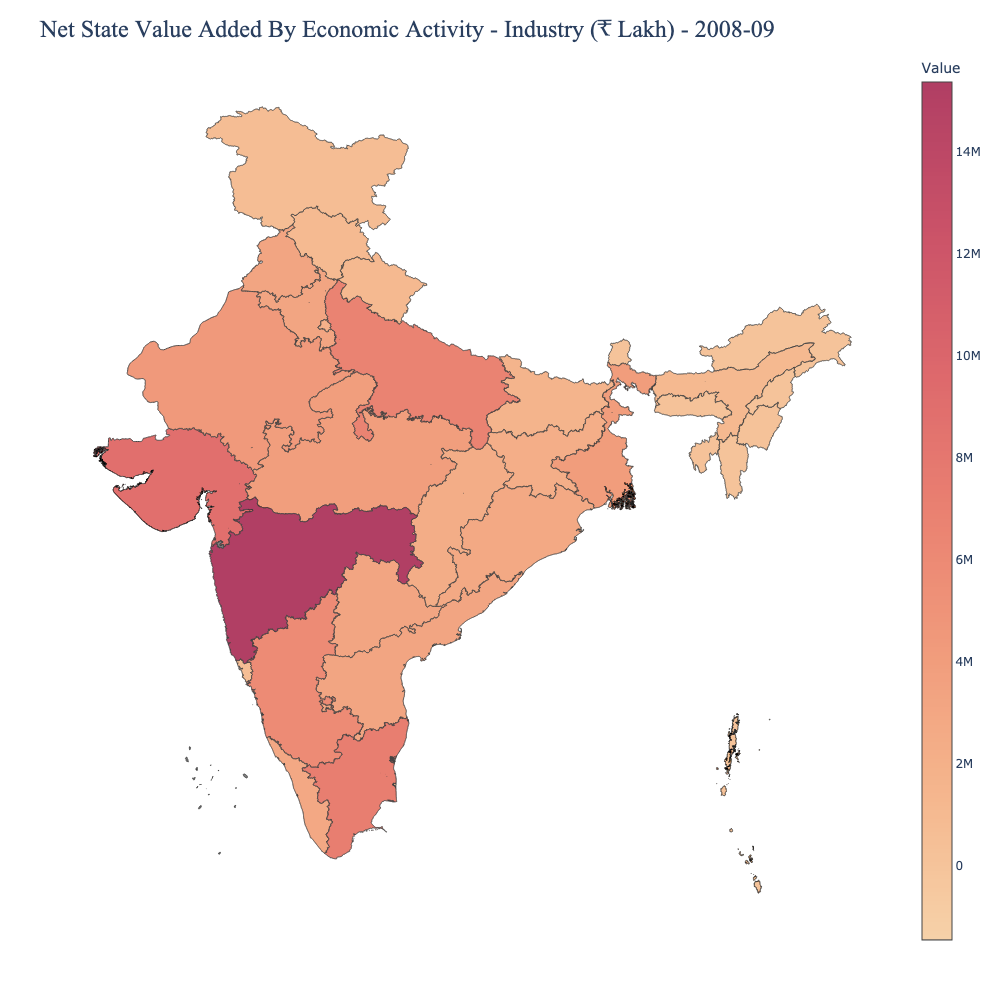 Net State Value Added By Economic Activity - Industry (₹ Lakh) - 2008-09
Value
14M
12M
10M
8M
6M
4M
2M
0